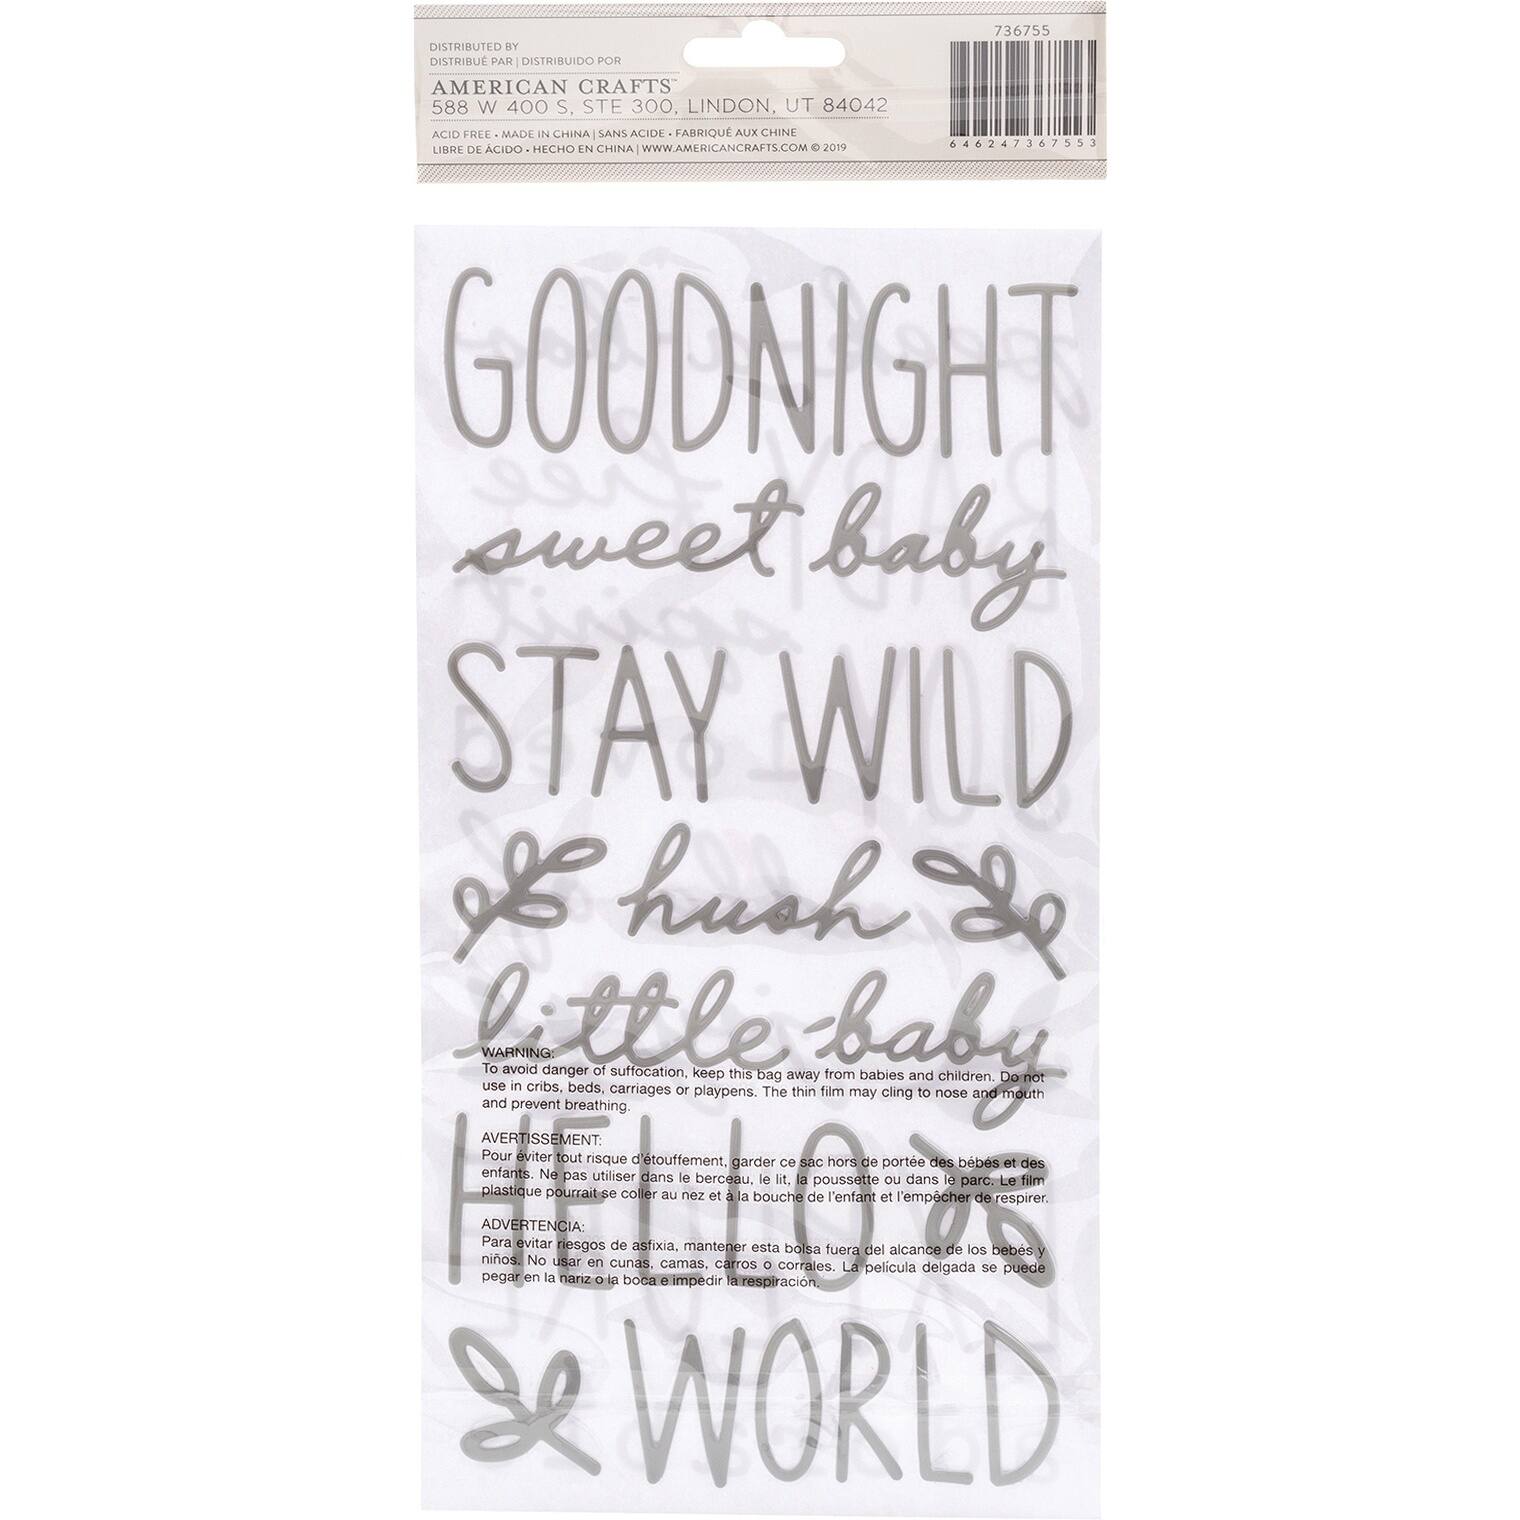 DISTRIBUTED BY
DISTRIBUÉ PAR | DISTRIBUIDO POR
AMERICAN CRAFTS™
588 W 400 S, STE 300, LINDON, UT 84042
ACID FREE • MADE IN CHINA | SANS ACIDE • FABRIQUÉ AUX CHINE
LIBRE DE ÁCIDO • HECHO EN CHINA | WWW.AMERICANCRAFTS.COM © 2019
736755
646247367553
GOODNIGHT
sweet baby
STAY WILD
hush
little baby
WARNING:
To avoid danger of suffocation, keep this bag away from babies and children. Do not
use in cribs, beds, carriages or playpens. The thin film may cling to nose and mouth
and prevent breathing.
AVERTISSEMENT:
Pour éviter tout risque d'étouffement, garder ce sac hors de portée des bébés et des
enfants. Ne pas utiliser dans le berceau, le lit, la poussette ou dans le parc. Le film
plastique pourrait se coller au nez et à la bouche de l'enfant et l'empêcher de respirer.
HELLO
ADVERTENCIA:
Para evitar riesgos de asfixia, mantener esta bolsa fuera del alcance de los bebés y
niños. No usar en cunas, camas, carros o corrales. La película delgada se puede
pegar en la nariz o la boca e impedir la respiración.
WORLD